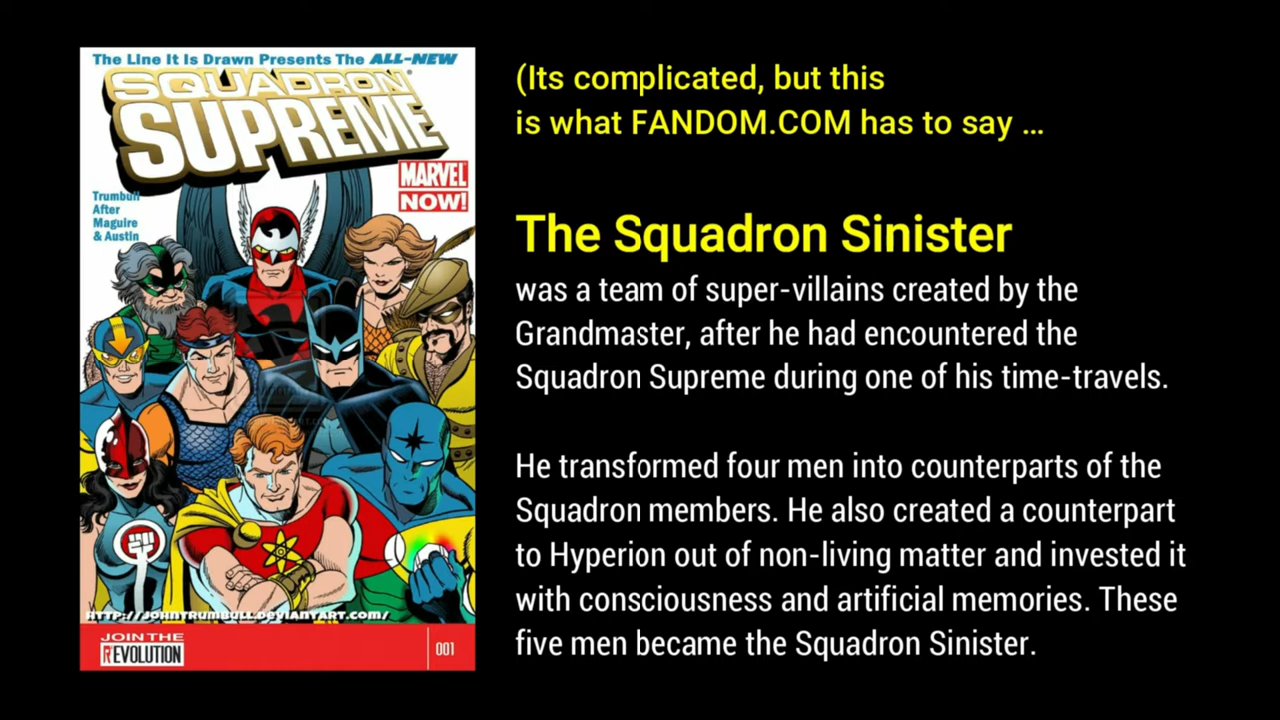 The Line It Is Drawn Presents The ALL-NEW
SQUADRON
SUPREME
MARVEL
NOW!
Trumbull
After
Maguire
& Austin
HTTP://JOHNTRUMBULL.DEVIANTART.COM/
JOIN THE
REVOLUTION
001
(Its complicated, but this
is what FANDOM.COM has to say ...
The Squadron Sinister
was a team of super-villains created by the
Grandmaster, after he had encountered the
Squadron Supreme during one of his time-travels.
He transformed four men into counterparts of the
Squadron members. He also created a counterpart
to Hyperion out of non-living matter and invested it
with consciousness and artificial memories. These
five men became the Squadron Sinister.